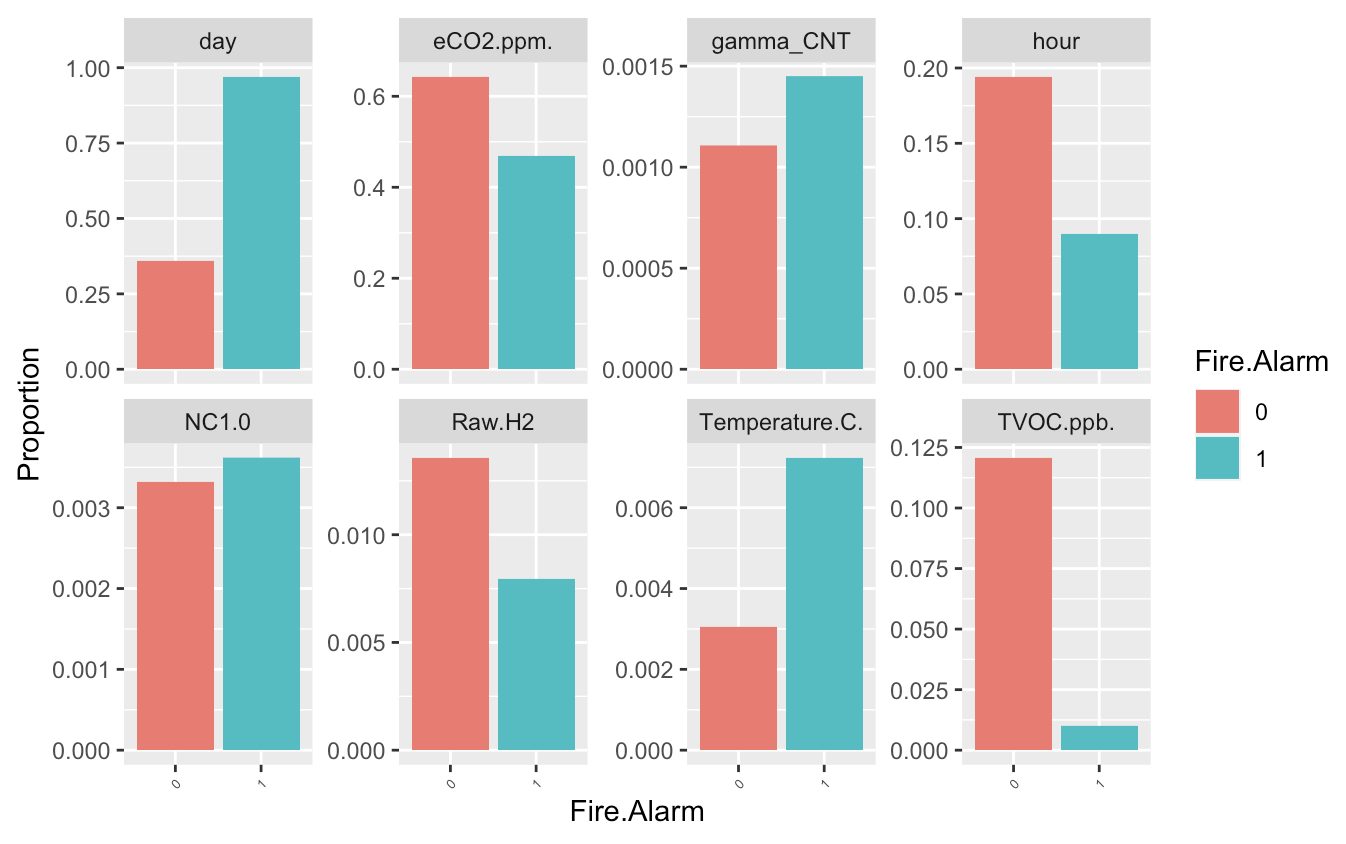 day eCO2.ppm. gamma_CNT hour
1.00 0.75 0.50 0.25 0.00
0.6 0.4 0.2 0.0
0.0015 0.0010 0.0005 0.0000
0.20 0.15 0.10 0.05 0.00
Proportion
NC1.0 Raw.H2 Temperature.C. TVOC.ppb.
0.003 0.002 0.001 0.000
0.010 0.005 0.000
0.006 0.004 0.002 0.000
0.125 0.100 0.075 0.050 0.025 0.000
0 1 0 1 0 1 0 1
Fire.Alarm
Fire.Alarm
0
1